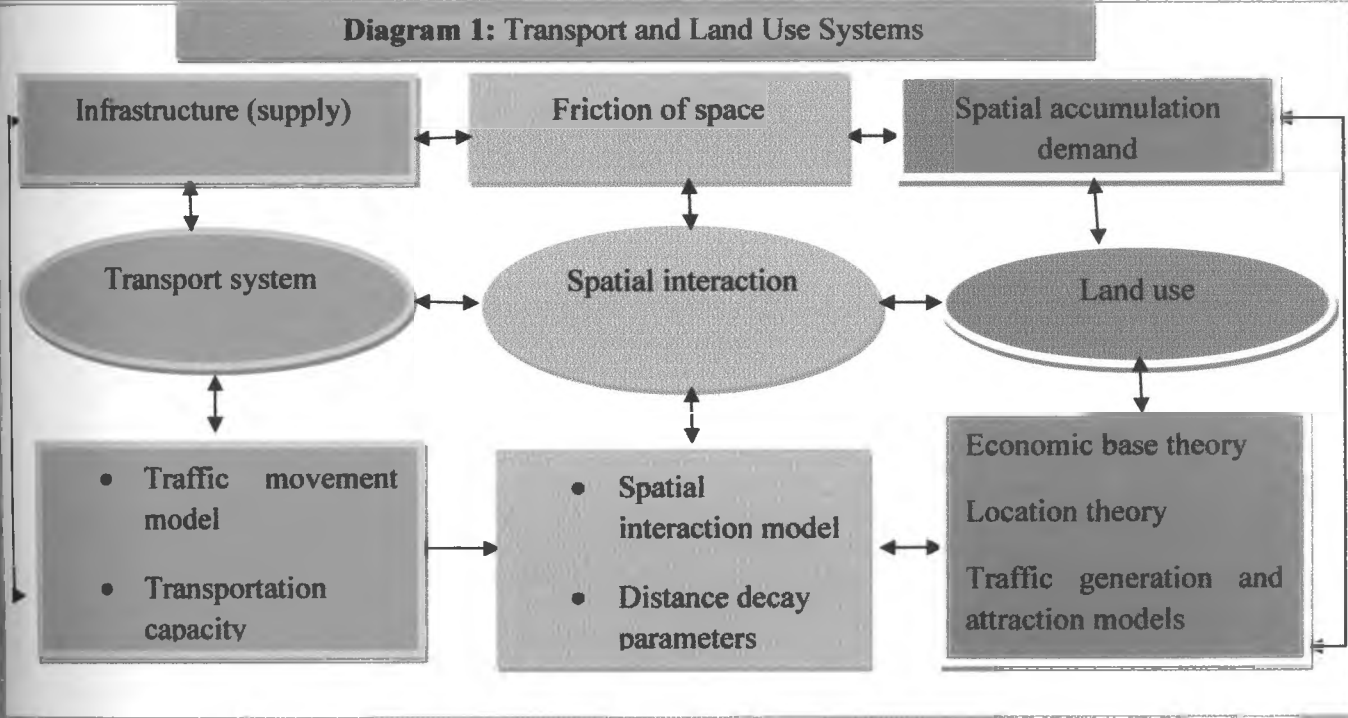 Diagram 1: Transport and Land Use Systems
Infrastructure (supply)
Friction of space
Spatial accumulation
demand
Transport system
Spatial interaction
Land use
• Traffic movement
model
• Transportation
capacity
• Spatial
interaction model
• Distance decay
parameters
Economic base theory
Location theory
Traffic generation and
attraction models